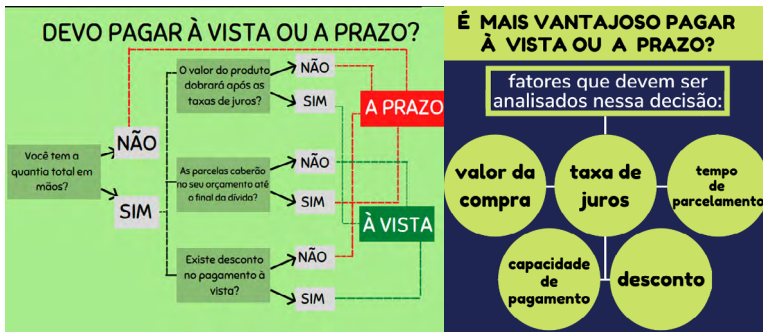 DEVO PAGAR À VISTA OU A PRAZO?
Você tem a
quantia total em
mãos?
NÃO
SIM
O valor do produto
dobrará após as
taxas de juros?
NÃO
SIM
As parcelas caberão
no seu orçamento até
o final da dívida?
NÃO
SIM
Existe desconto
no pagamento à
vista?
NÃO
SIM
A PRAZO
À VISTA
É MAIS VANTAJOSO PAGAR
À VISTA OU A PRAZO?
fatores que devem ser
analisados nessa decisão:
valor da
compra
taxa de
juros
tempo
de
parcelamento
capacidade
de
pagamento
desconto